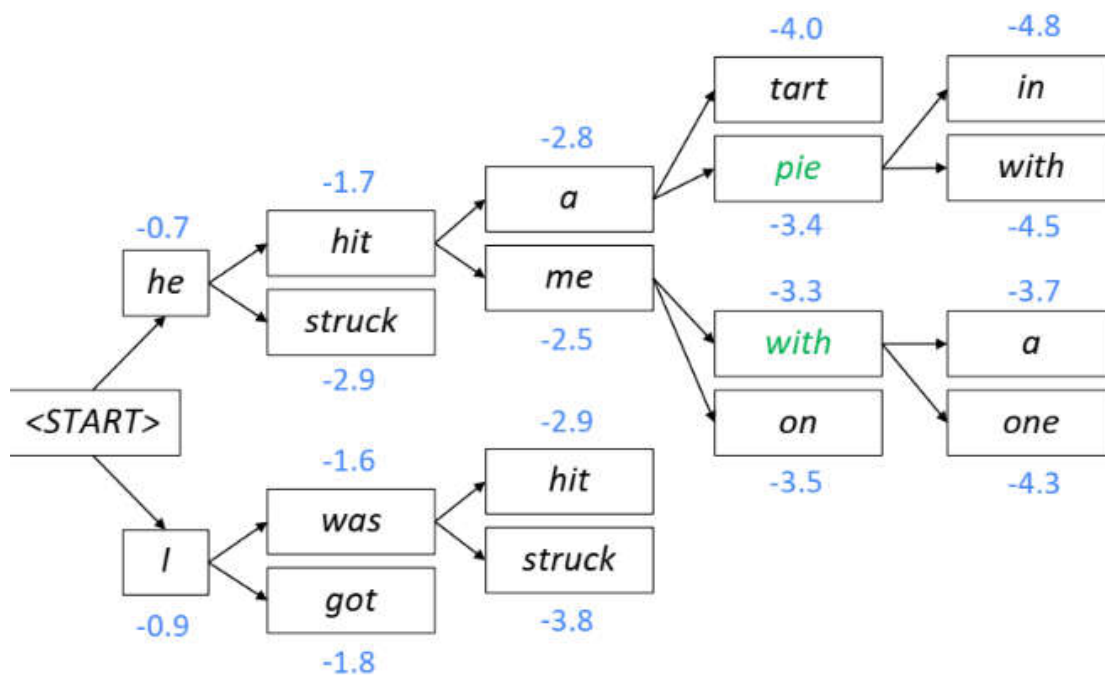 -4.0 -4.8
tart in
-2.8
-1.7 a pie with
-0.7 hit -3.4 -4.5
he me -3.3 -3.7
struck -2.5 with a
-2.9
<START> -2.9 on one
-1.6 hit -3.5 -4.3
was
I struck
got
-0.9 -3.8
-1.8